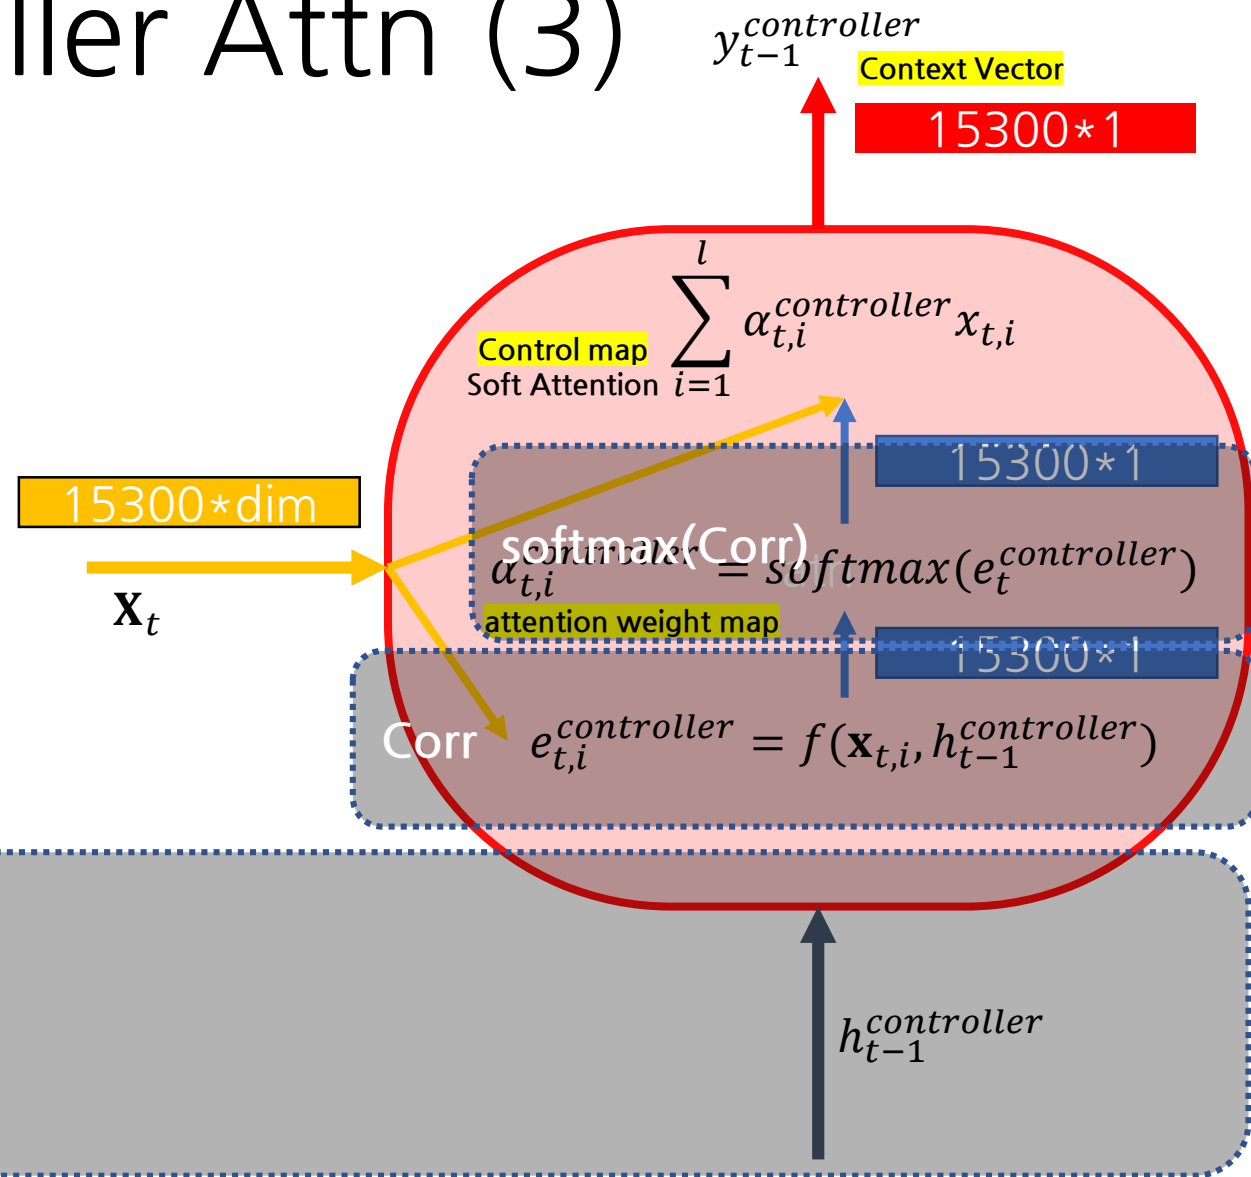 ller Attn (3)
y_{t-1}^{controller}
Context Vector
15300*1
\sum_{i=1}^{l} α_{t,i}^{controller} x_{t,i}
Control map
Soft Attention
15300*1
15300*dim
softmax(Corr)
α_{t,i}^{controller} = softmax(e_t^{controller})
X_t
attention weight map
15300*1
Corr
e_{t,i}^{controller} = f(x_{t,i}, h_{t-1}^{controller})
h_{t-1}^{controller}